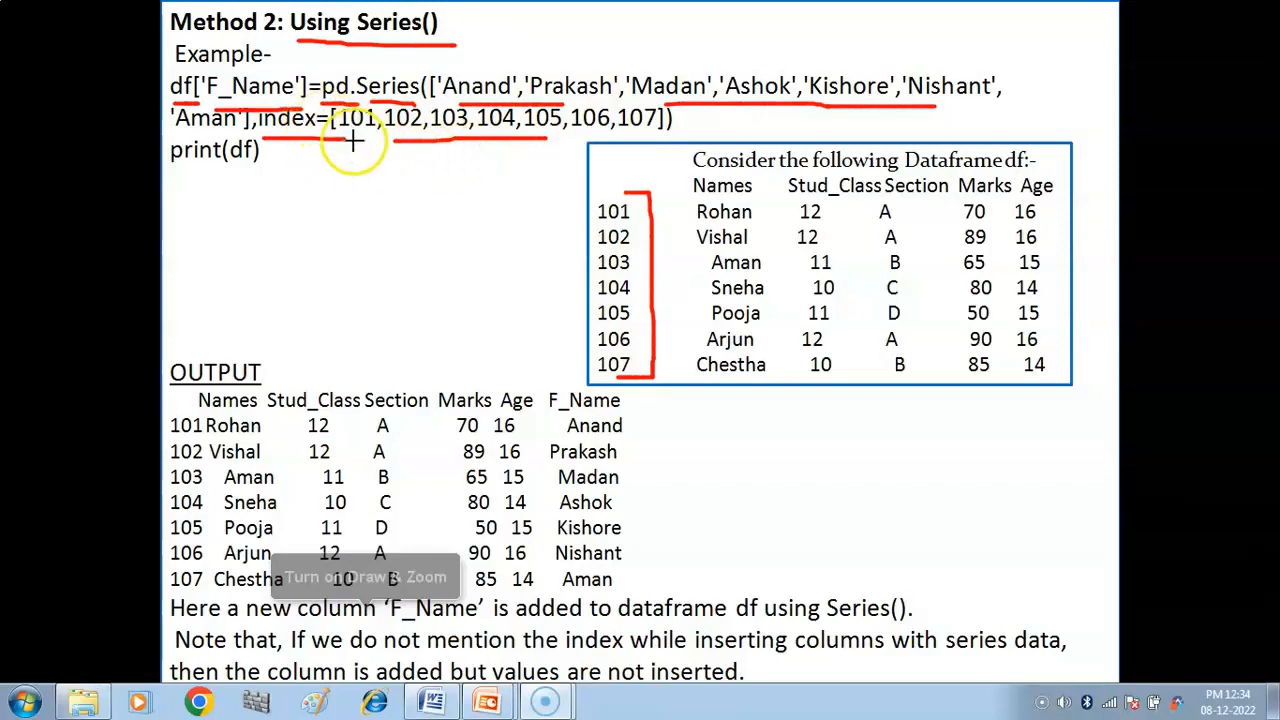 Method 2: Using Series()
Example-
df['F_Name']=pd.Series(['Anand','Prakash','Madan','Ashok','Kishore','Nishant',
'Aman'],index=[101,102,103,104,105,106,107])
print(df)
Consider the following Dataframe df:-
Names Stud_Class Section Marks Age
101 Rohan 12 A 70 16
102 Vishal 12 A 89 16
103 Aman 11 B 65 15
104 Sneha 10 C 80 14
105 Pooja 11 D 50 15
106 Arjun 12 A 90 16
107 Chestha 10 B 85 14
OUTPUT
Names Stud_Class Section Marks Age F_Name
101 Rohan 12 A 70 16 Anand
102 Vishal 12 A 89 16 Prakash
103 Aman 11 B 65 15 Madan
104 Sneha 10 C 80 14 Ashok
105 Pooja 11 D 50 15 Kishore
106 Arjun 12 A 90 16 Nishant
107 Chestha 10 B 85 14 Aman
Turn on Draw & Zoom
Here a new column ‘F_Name’ is added to dataframe df using Series().
Note that, If we do not mention the index while inserting columns with series data,
then the column is added but values are not inserted.
PM 12:34
08-12-2022